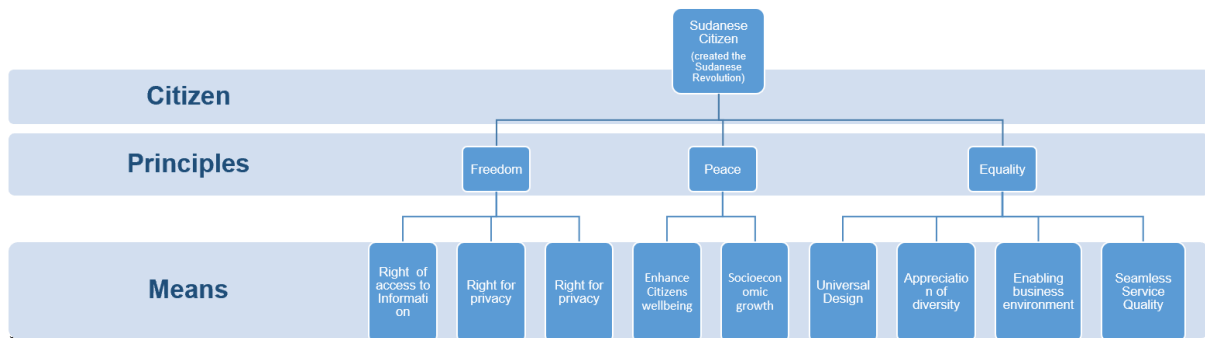 Sudanese
Citizen
(created the
Sudanese
Revolution)
Citizen
Principles
Freedom
Peace
Equality
Means
Right of
access to
Informati
on
Right for
privacy
Right for
privacy
Enhance
Citizens
wellbeing
Socioecon
omic
growth
Universal
Design
Appreciatio
n of
diversity
Enabling
business
environment
Seamless
Service
Quality